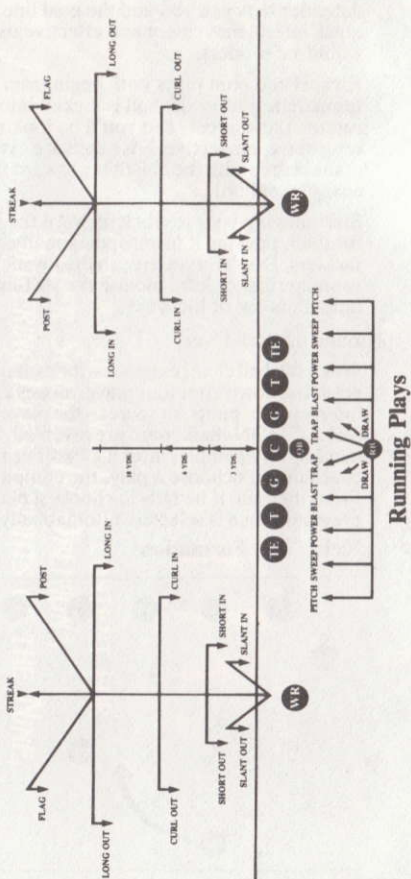 STREAK
FLAG
POST
LONG OUT
LONG IN
CURL OUT
CURL IN
SHORT OUT
SHORT IN
SLANT OUT
SLANT IN
WR
YDS.
YDS.
YDS.
TE T G C G T TE
QB
PITCH SWEEP POWER BLAST TRAP TRAP BLAST POWER SWEEP PITCH
DRAW DRAW
RB
STREAK
POST
FLAG
LONG IN
LONG OUT
CURL IN
CURL OUT
SHORT IN
SHORT OUT
SLANT IN
SLANT OUT
WR
Running Plays